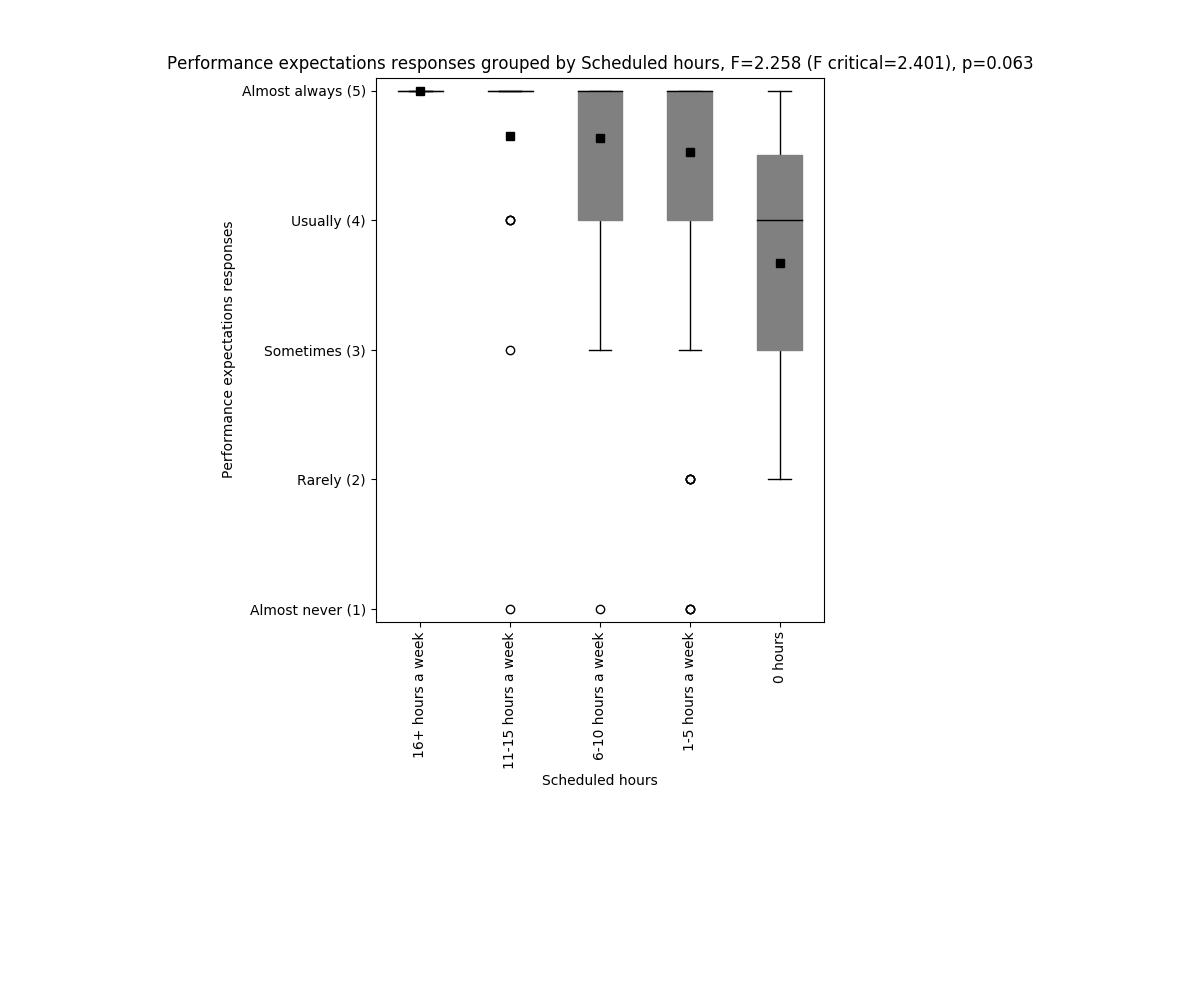 Performance expectations responses grouped by Scheduled hours, F=2.258 (F critical=2.401), p=0.063
Almost always (5)
Usually (4)
Sometimes (3)
Rarely (2)
Almost never (1)
Performance expectations responses
16+ hours a week
11-15 hours a week
6-10 hours a week
1-5 hours a week
0 hours
Scheduled hours